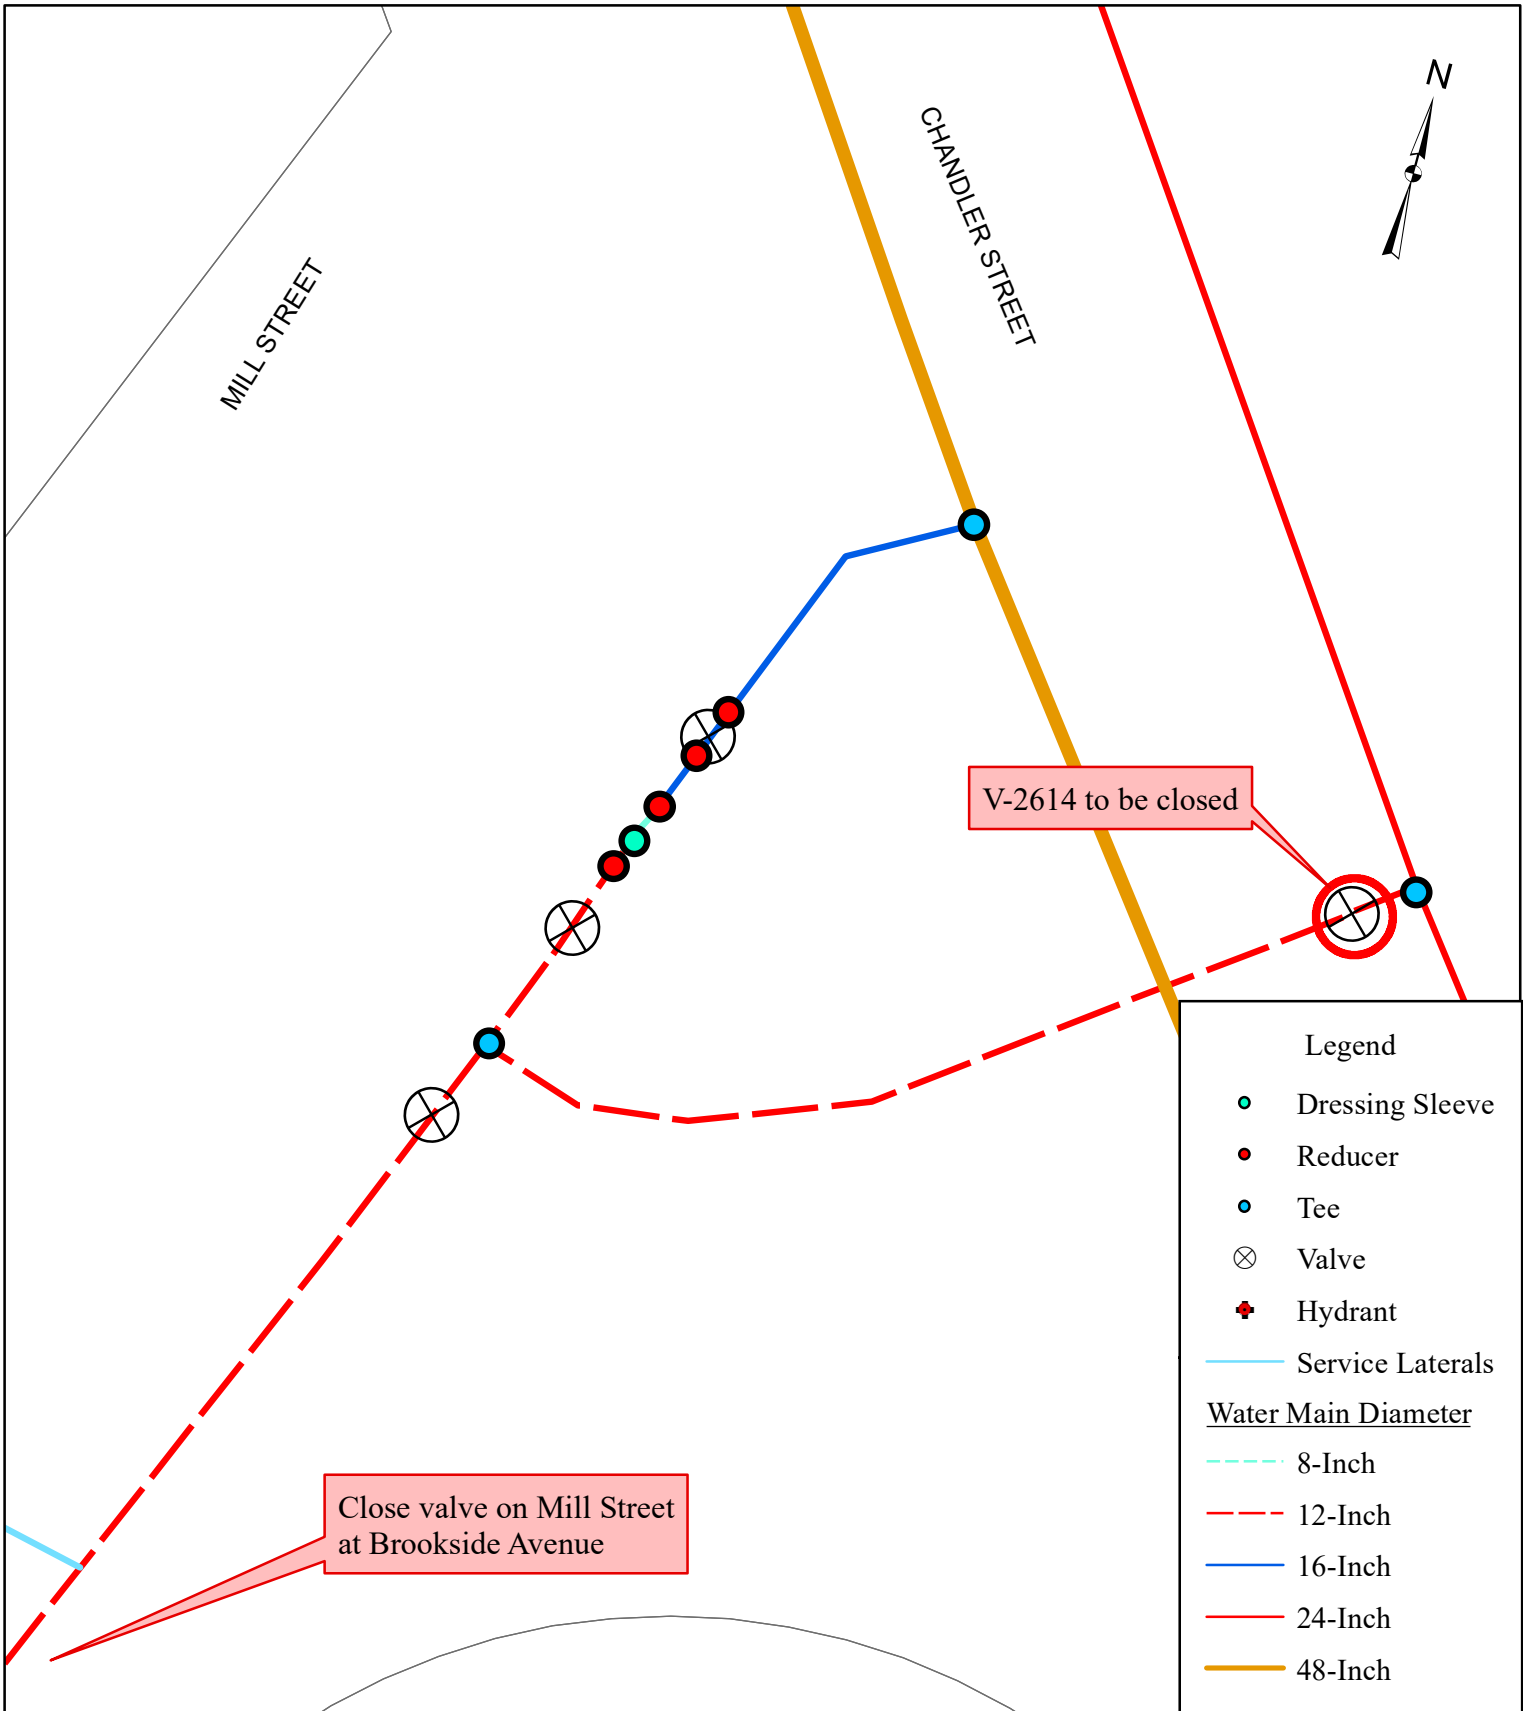 N
CHANDLER STREET
MILL STREET
V-2614 to be closed
Close valve on Mill Street
at Brookside Avenue
Legend
Dressing Sleeve
Reducer
Tee
Valve
Hydrant
Service Laterals
Water Main Diameter
8-Inch
12-Inch
16-Inch
24-Inch
48-Inch